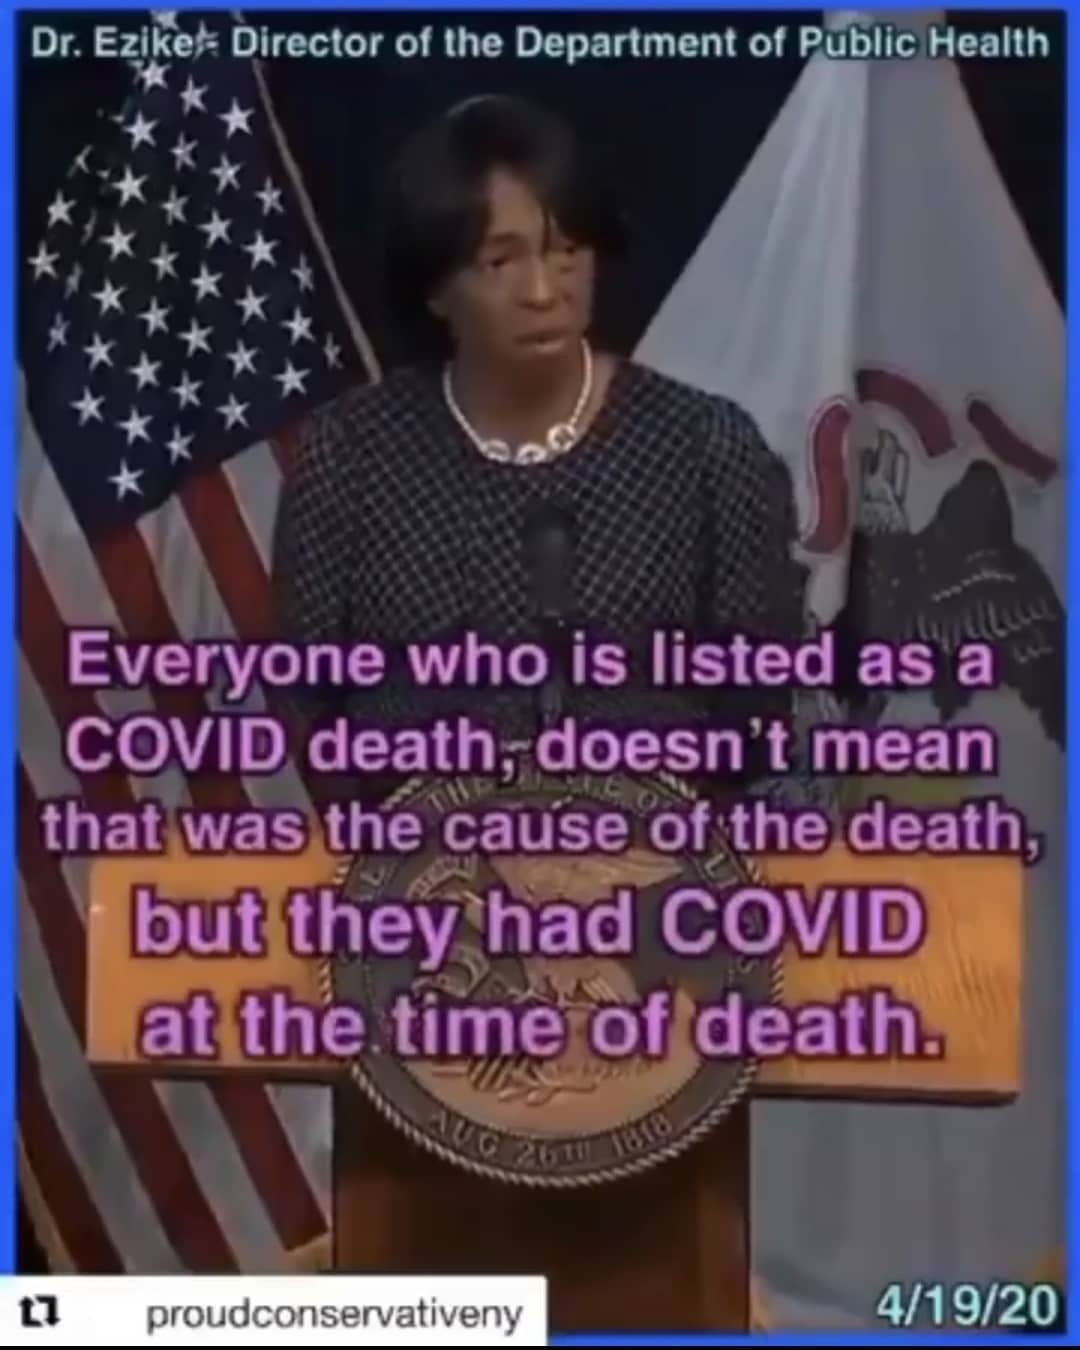 Dr. Ezike - Director of the Department of Public Health
Everyone who is listed as a
COVID death, doesn't mean
that was the cause of the death,
but they had COVID
at the time of death.
AUG 26TH 1818
proudconservativeny
4/19/20